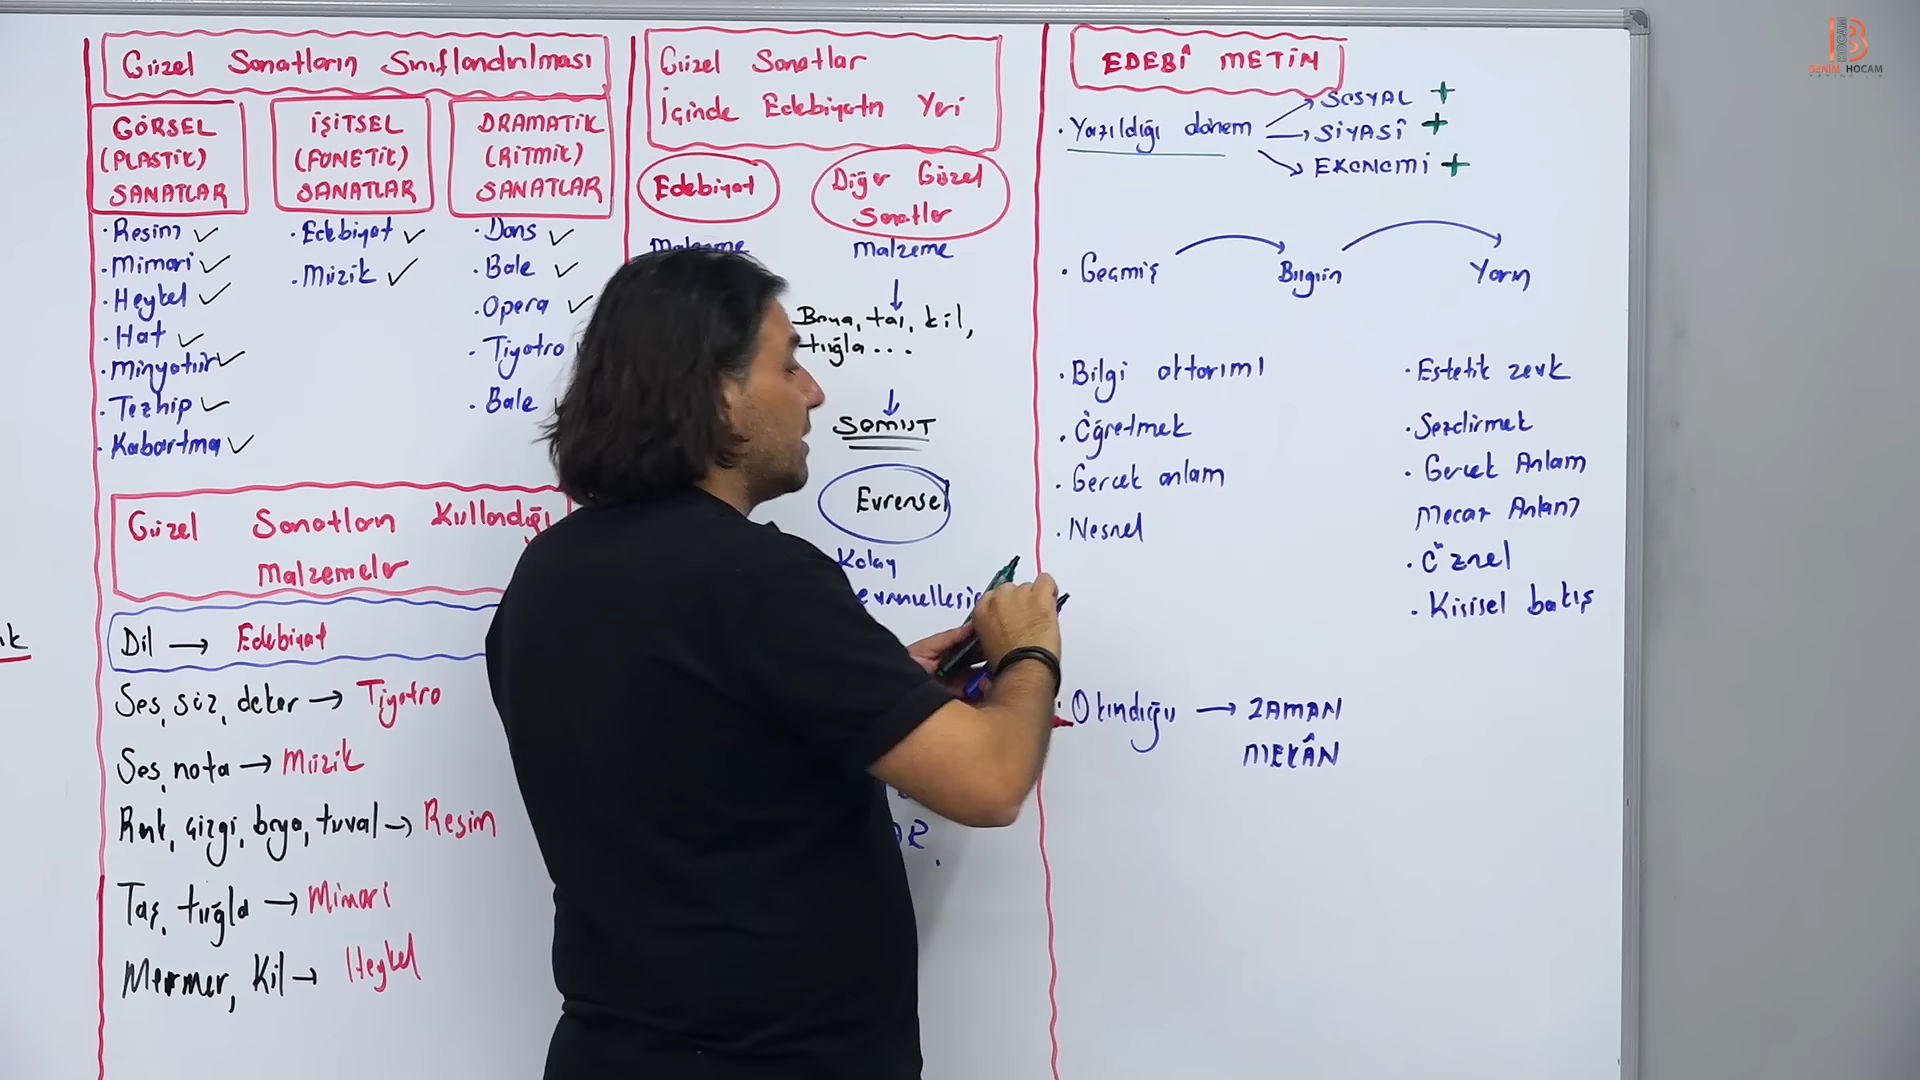 Güzel Sanatların Sınıflandırılması
GÖRSEL
(PLASTİK)
SANATLAR
· Resim ✓
· Mimari ✓
· Heykel ✓
· Hat ✓
· Minyatür ✓
· Tezhip ✓
· Kabartma ✓
İŞİTSEL
(FONETİK)
SANATLAR
· Edebiyat ✓
· Müzik ✓
DRAMATİK
(RİTMİK)
SANATLAR
· Dans ✓
· Bale ✓
· Opera ✓
· Tiyatro
· Bale
Güzel Sanatların Kullandığı
Malzemeler
Dil → Edebiyat
Ses, söz, dekor → Tiyatro
Ses, nota → Müzik
Renk, çizgi, boya, tuval → Resim
Taş, tuğla → Mimari
Mermer, Kil → Heykel
Güzel Sanatlar
İçinde Edebiyatın Yeri
Edebiyat
Malzeme
Diğer Güzel
Sanatlar
Malzeme
↓
Boya, taş, kil,
tuğla...
↓
SOMUT
Evrensel
Kolay
EDEBÎ METİN
· Yazıldığı dönem → SOSYAL +
→ SİYASÎ +
→ EKONOMİ +
· Geçmiş Bugün Yarın
· Bilgi aktarımı
· Öğretmek
· Gerçek anlam
· Nesnel
· Estetik zevk
· Sezdirmek
· Gerçek Anlam
Mecaz Anlam
· Öznel
· Kişisel bakış
· Okunduğu → ZAMAN
MEKÂN
BENİM HOCAM